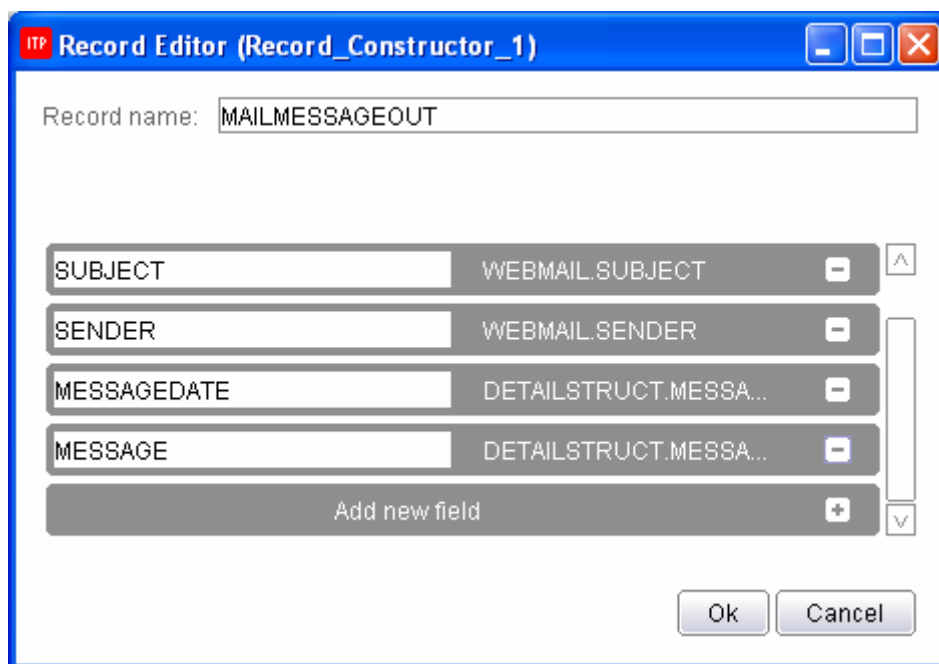 ITP Record Editor (Record_Constructor_1)
Record name: MAILMESSAGEOUT
SUBJECT WEBMAIL.SUBJECT
SENDER WEBMAIL.SENDER
MESSAGEDATE DETAILSTRUCT.MESSA...
MESSAGE DETAILSTRUCT.MESSA...
Add new field
Ok Cancel